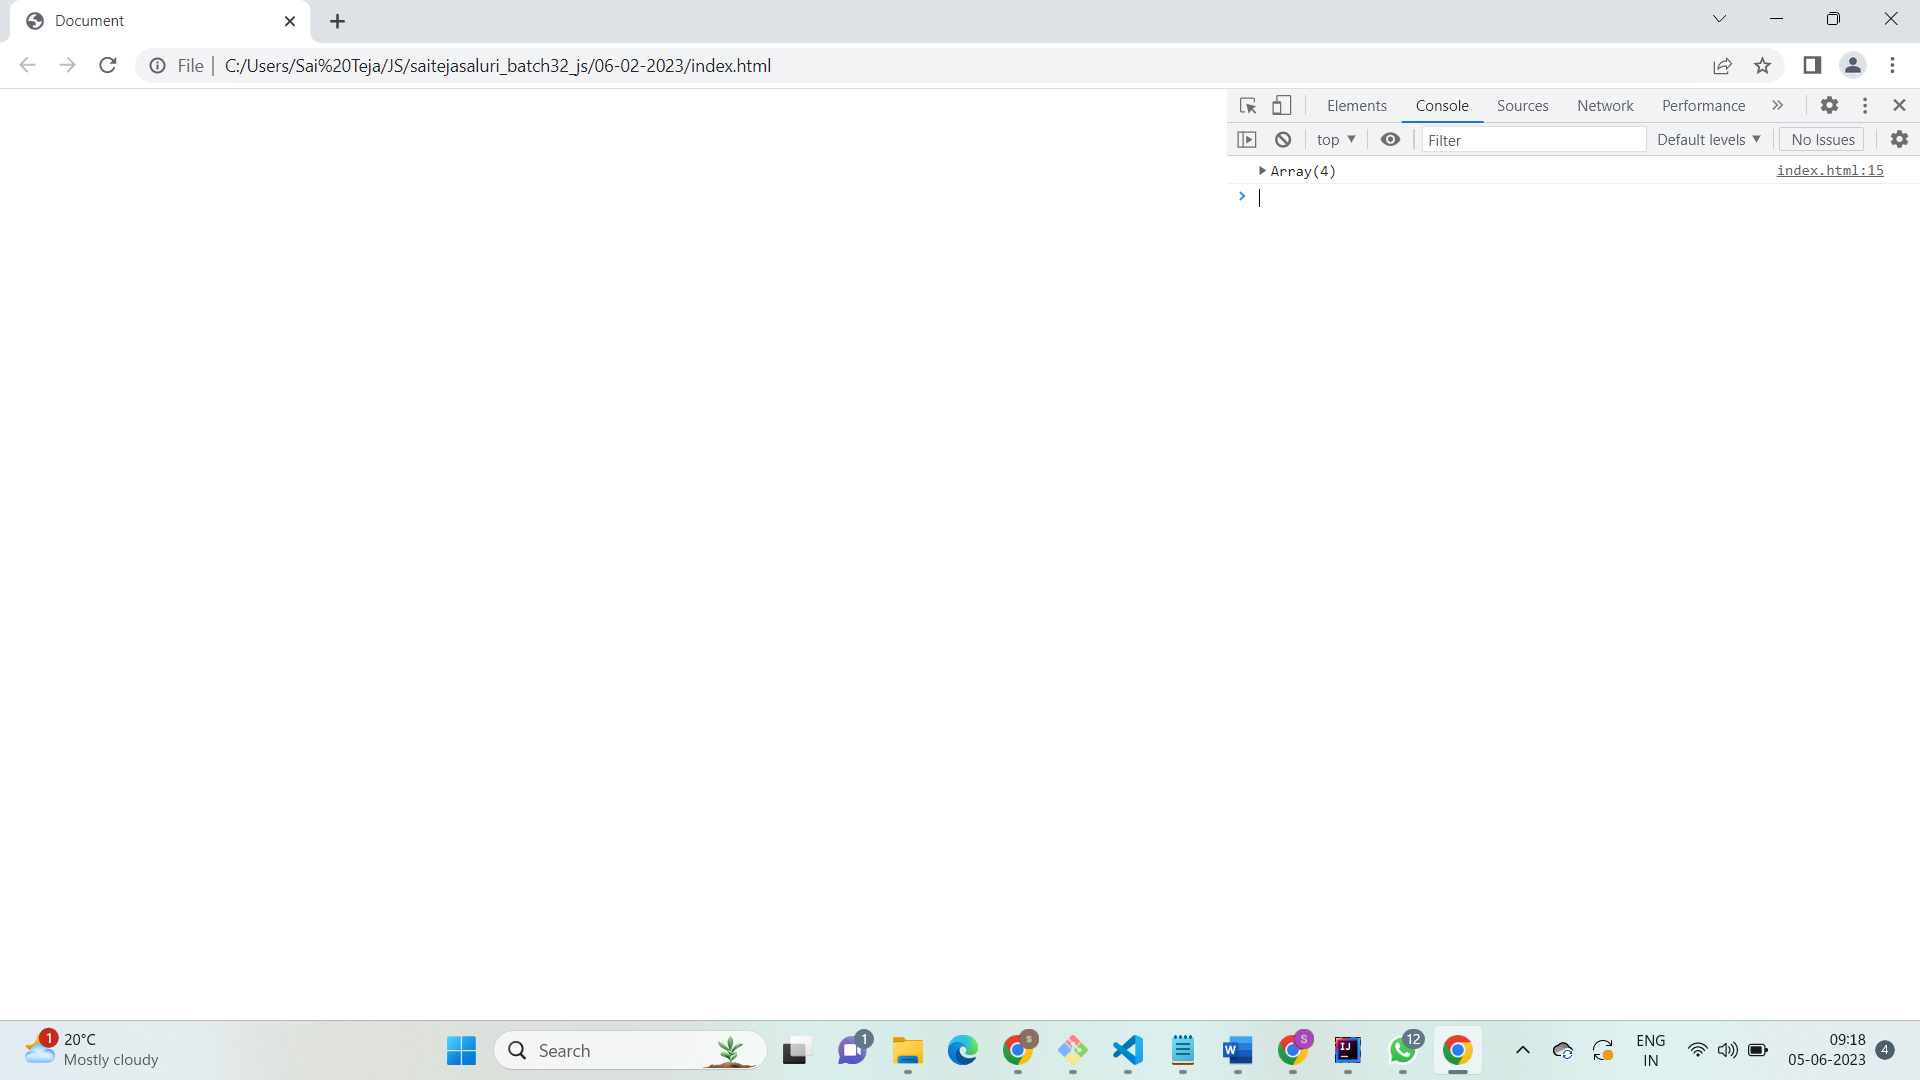 Document
File
C:/Users/Sai%20Teja/JS/saitejasaluri_batch32_js/06-02-2023/index.html
Elements Console Sources Network Performance
top Filter Default levels No Issues
Array(4) index.html:15
1
20°C
Mostly cloudy
Search
1
s
W
S
IJ
12
ENG
IN
09:18
05-06-2023
4